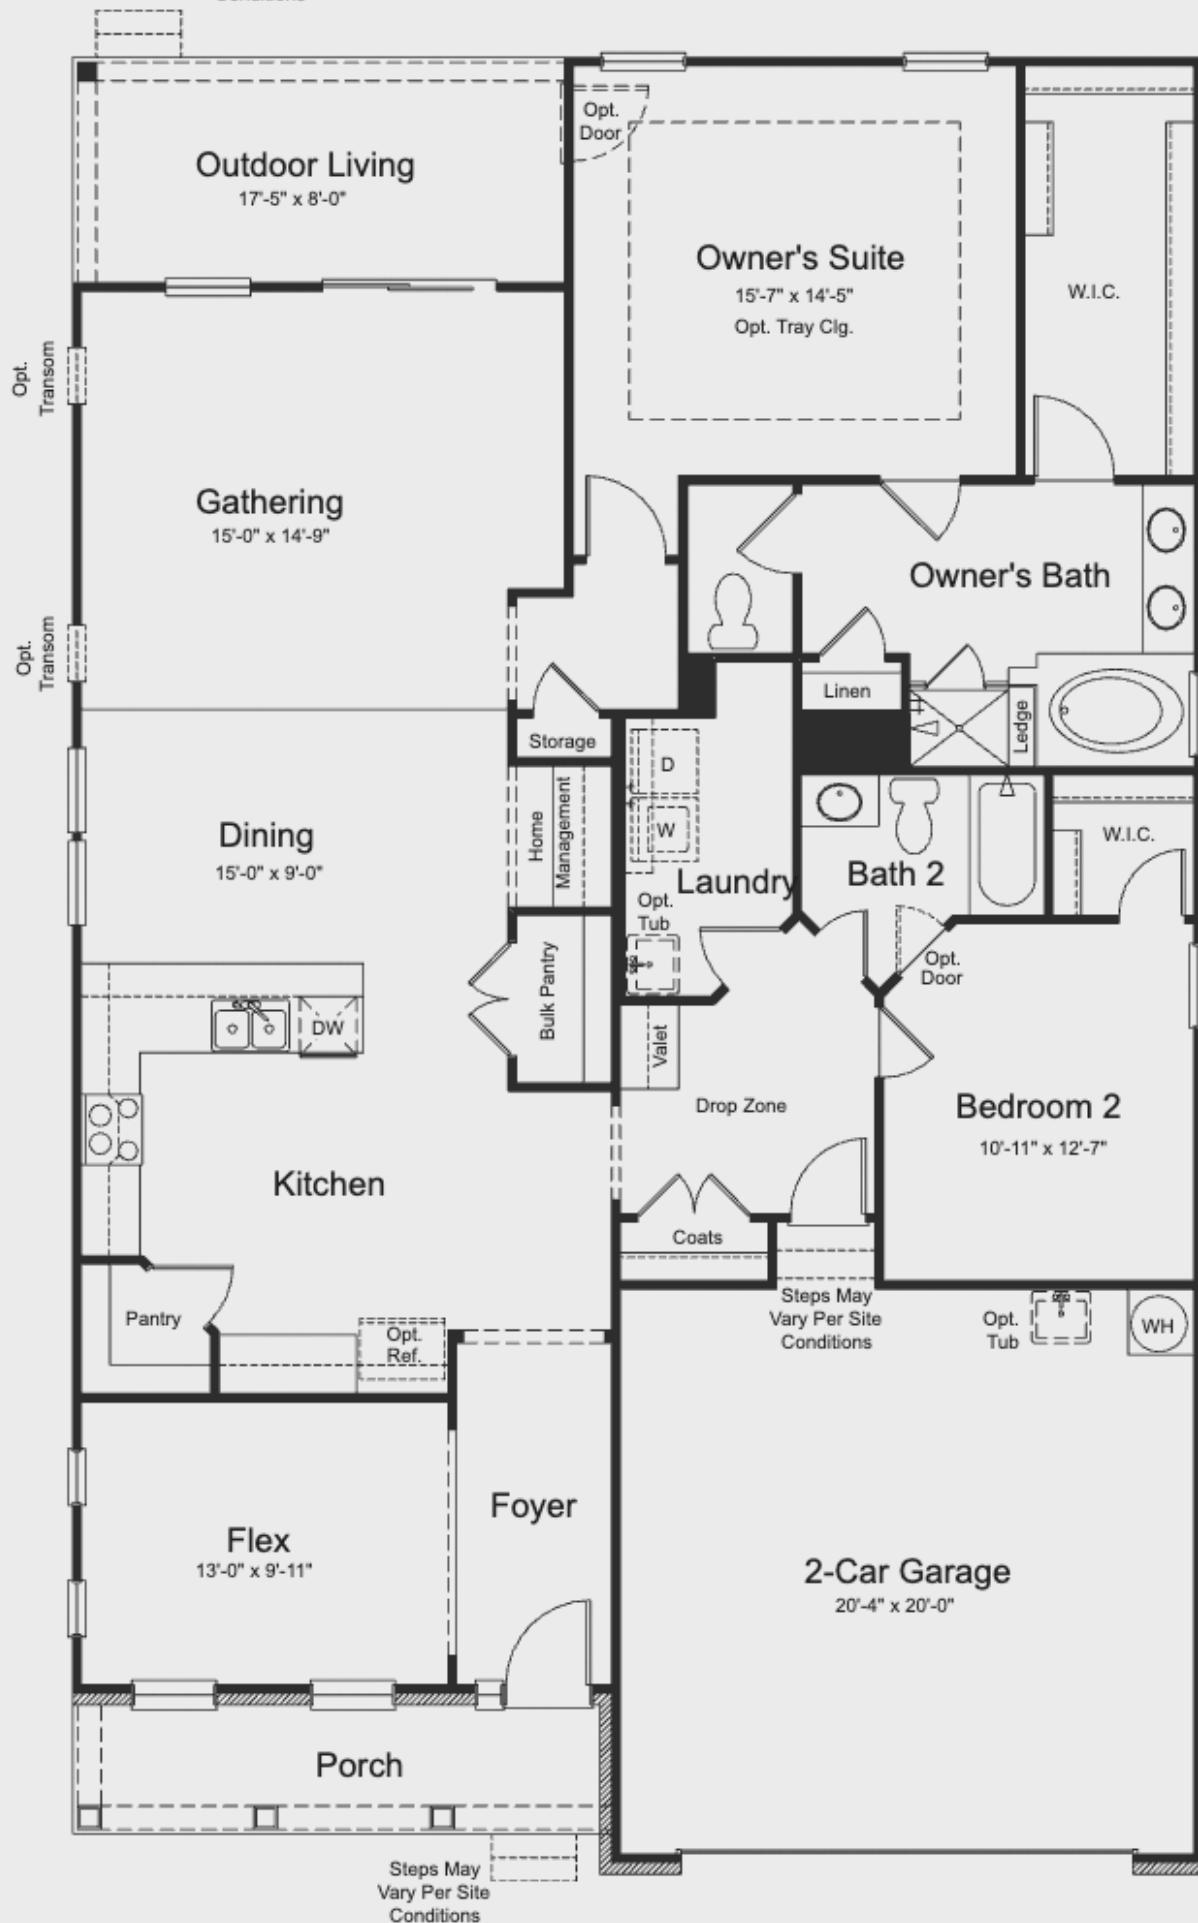 Conditions
Opt.
Door
Outdoor Living
17'-5" x 8'-0"
Owner's Suite
15'-7" x 14'-5"
Opt. Tray Clg.
W.I.C.
Opt.
Transom
Gathering
15'-0" x 14'-9"
Owner's Bath
Opt.
Transom
Linen
Ledge
Storage
D
Home
Management
W
Dining
15'-0" x 9'-0"
Laundry
Bath 2
W.I.C.
Opt.
Tub
Opt.
Door
Bulk Pantry
DW
Valet
Drop Zone
Bedroom 2
10'-11" x 12'-7"
Kitchen
Coats
Steps May
Vary Per Site
Conditions
Opt.
Tub
WH
Pantry
Opt.
Ref.
Foyer
Flex
13'-0" x 9'-11"
2-Car Garage
20'-4" x 20'-0"
Porch
Steps May
Vary Per Site
Conditions